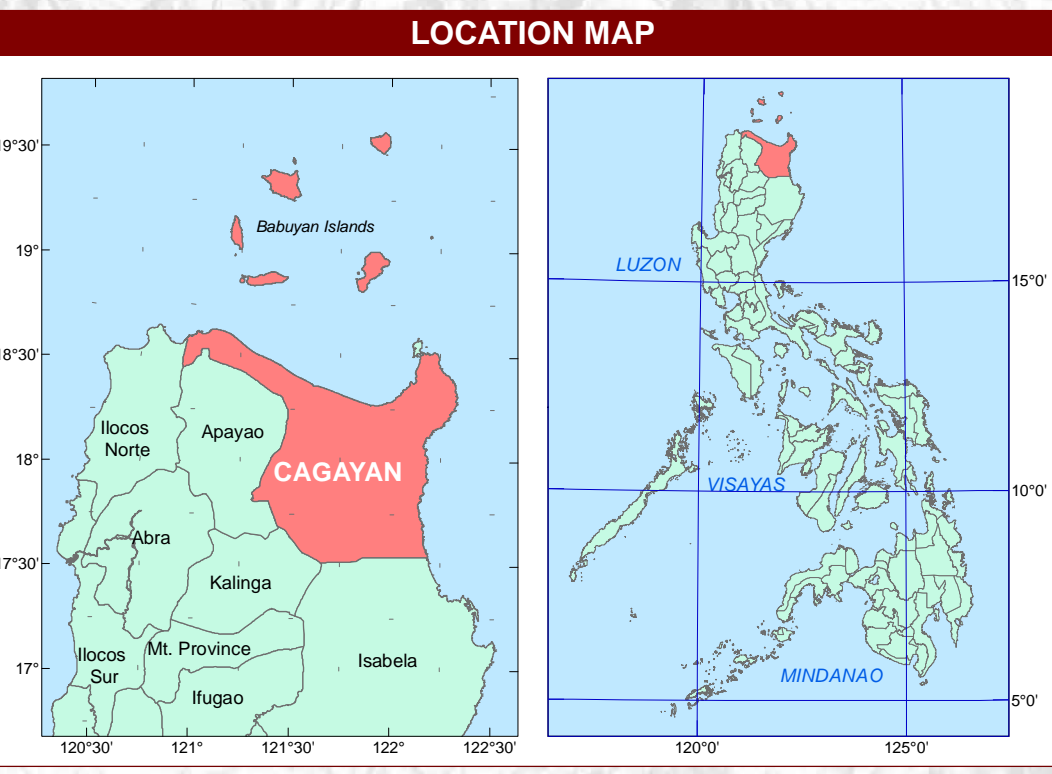 LOCATION MAP
9°30'
19°
18°30'
18°
17°30'
17°
Babuyan Islands
Ilocos
Norte
Apayao
CAGAYAN
Abra
Kalinga
Ilocos
Sur
Mt. Province
Isabela
Ifugao
120°30'
121°
121°30'
122°
122°30'
LUZON
15°0'
VISAYAS
10°0'
MINDANAO
5°0'
120°0'
125°0'